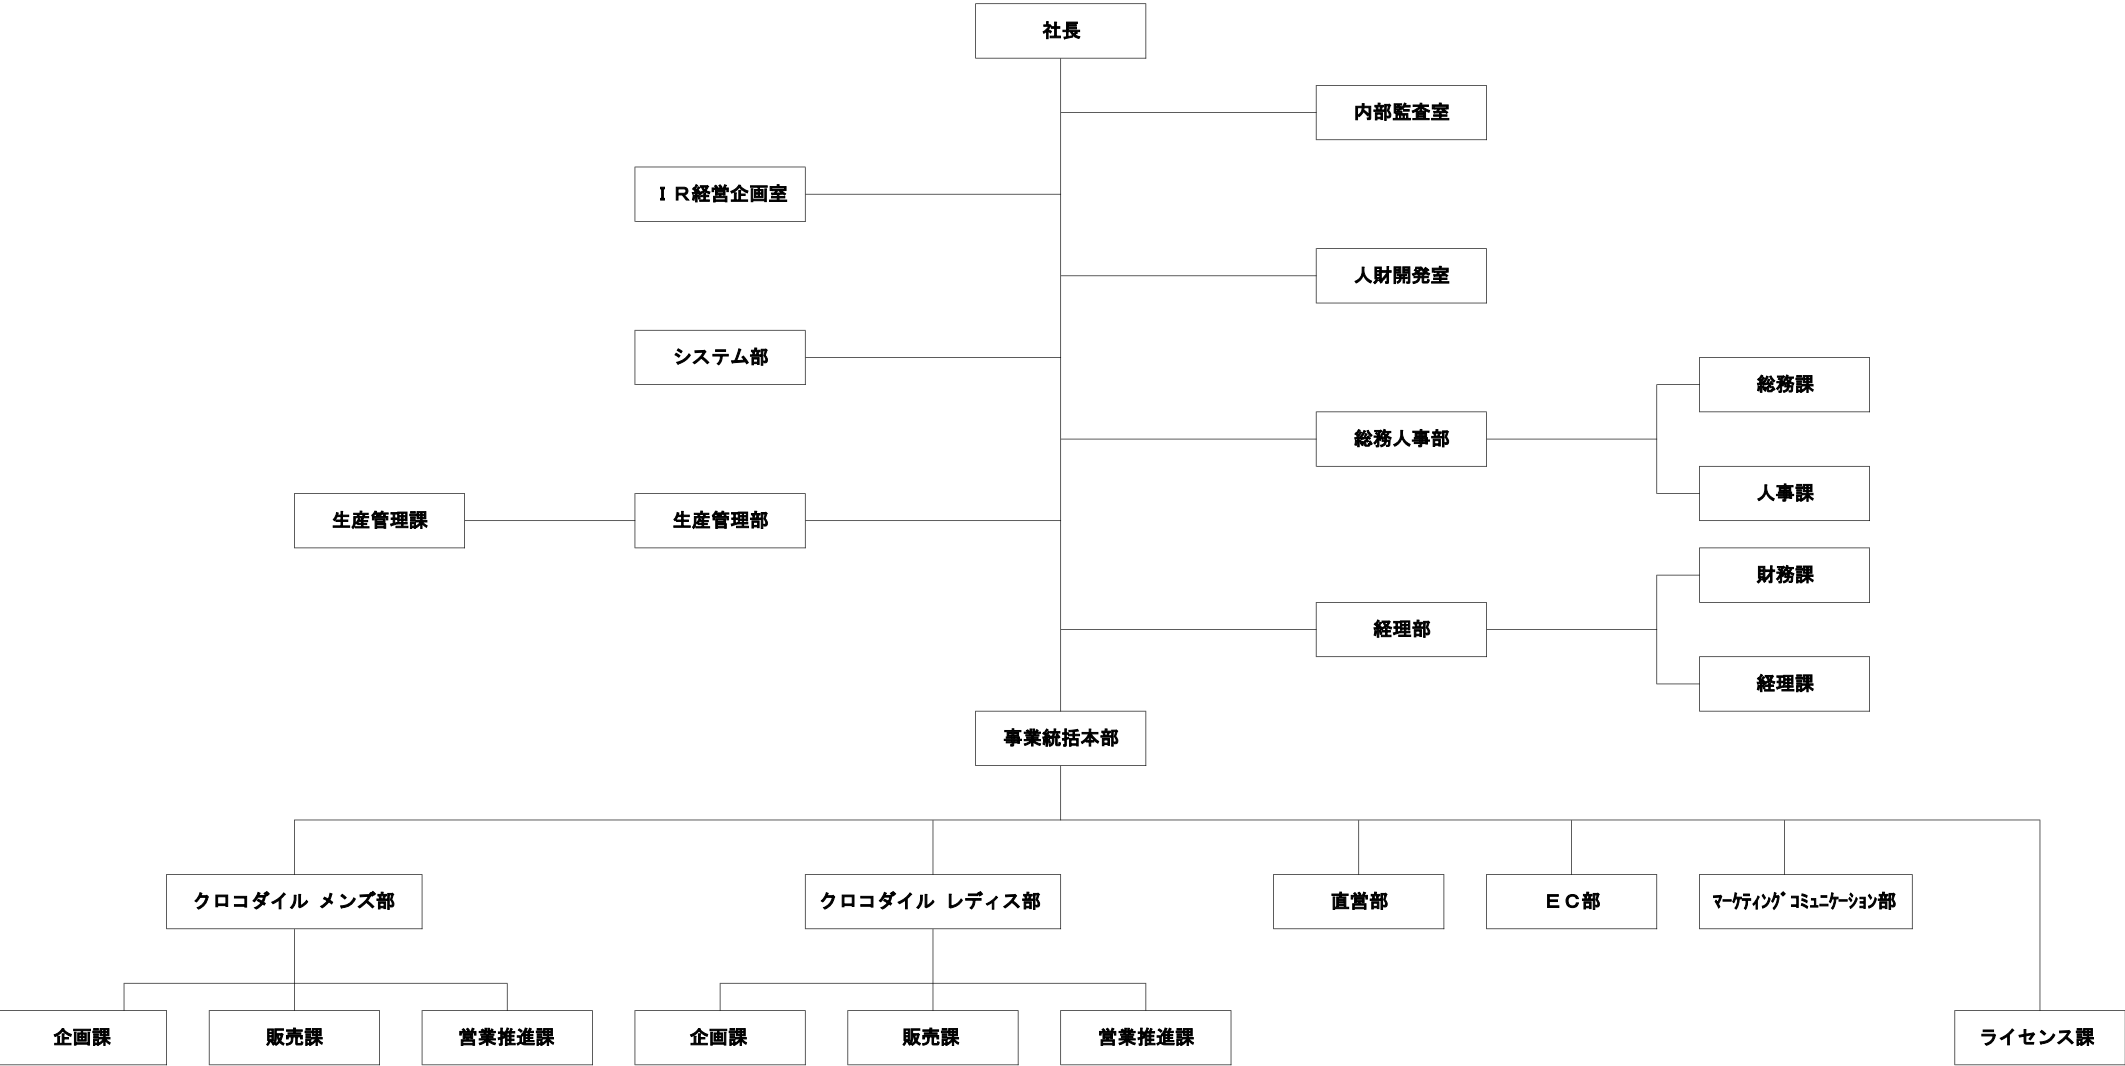 社長
内部監査室
ＩＲ経営企画室
人財開発室
システム部
総務課
総務人事部
人事課
生産管理課
生産管理部
財務課
経理部
経理課
事業統括本部
クロコダイル メンズ部
クロコダイル レディス部
直営部
ＥＣ部
ﾏｰｹﾃｨﾝｸﾞｺﾐｭﾆｹｰｼｮﾝ部
企画課
販売課
営業推進課
企画課
販売課
営業推進課
ライセンス課